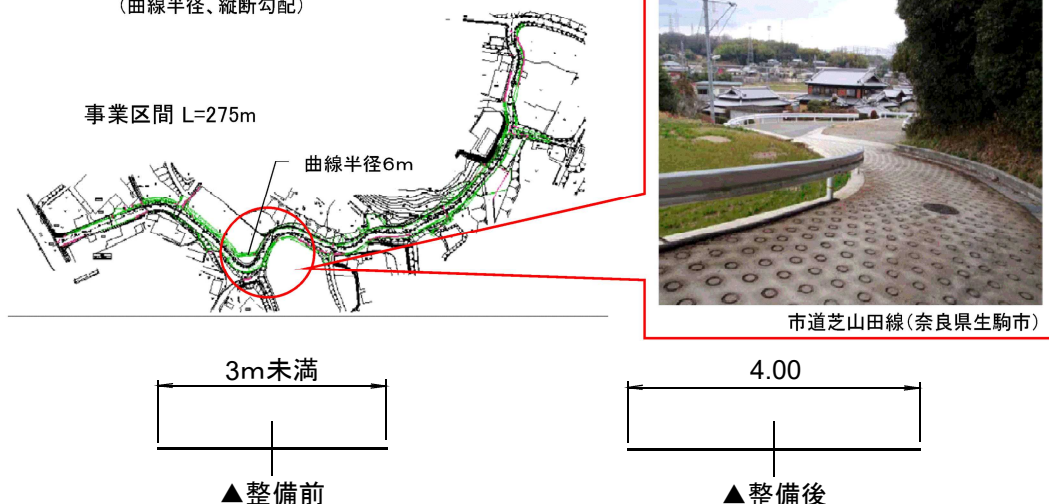 (曲線半径、縦断勾配)
事業区間 L=275m
曲線半径6m
市道芝山田線(奈良県生駒市)
3m未満
4.00
▲整備前
▲整備後